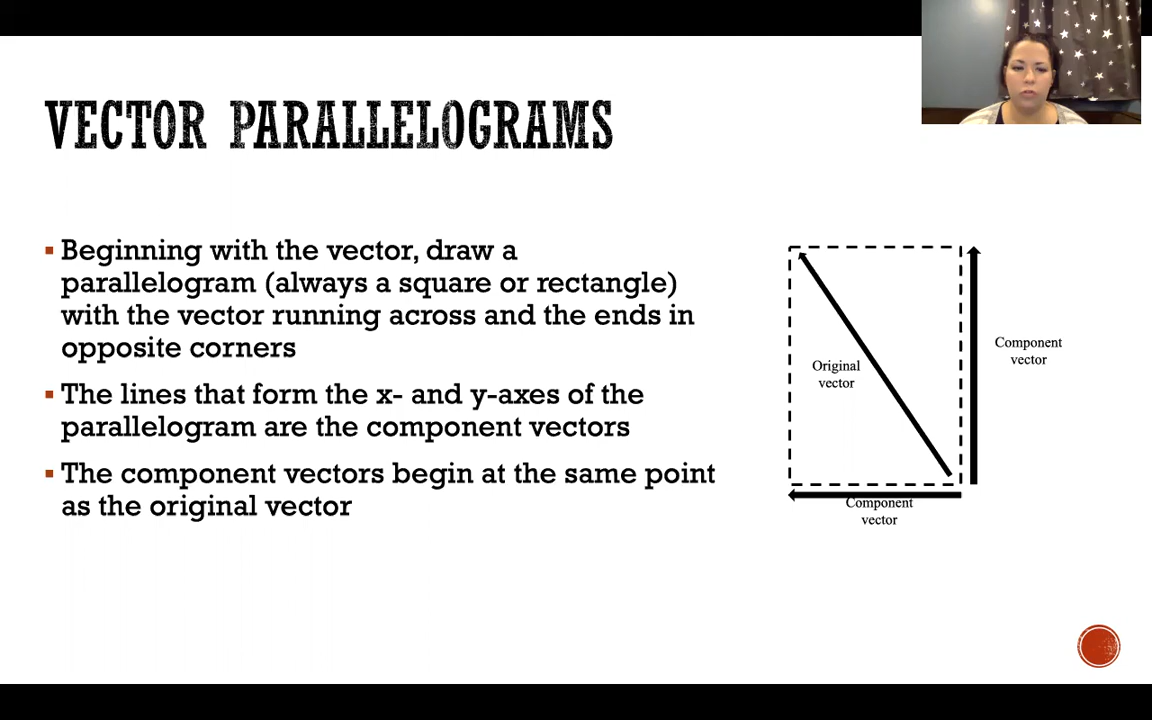 VECTOR PARALLELOGRAMS
Beginning with the vector, draw a
parallelogram (always a square or rectangle)
with the vector running across and the ends in
opposite corners
The lines that form the x- and y-axes of the
parallelogram are the component vectors
The component vectors begin at the same point
as the original vector
Original
vector
Component
vector
Component
vector